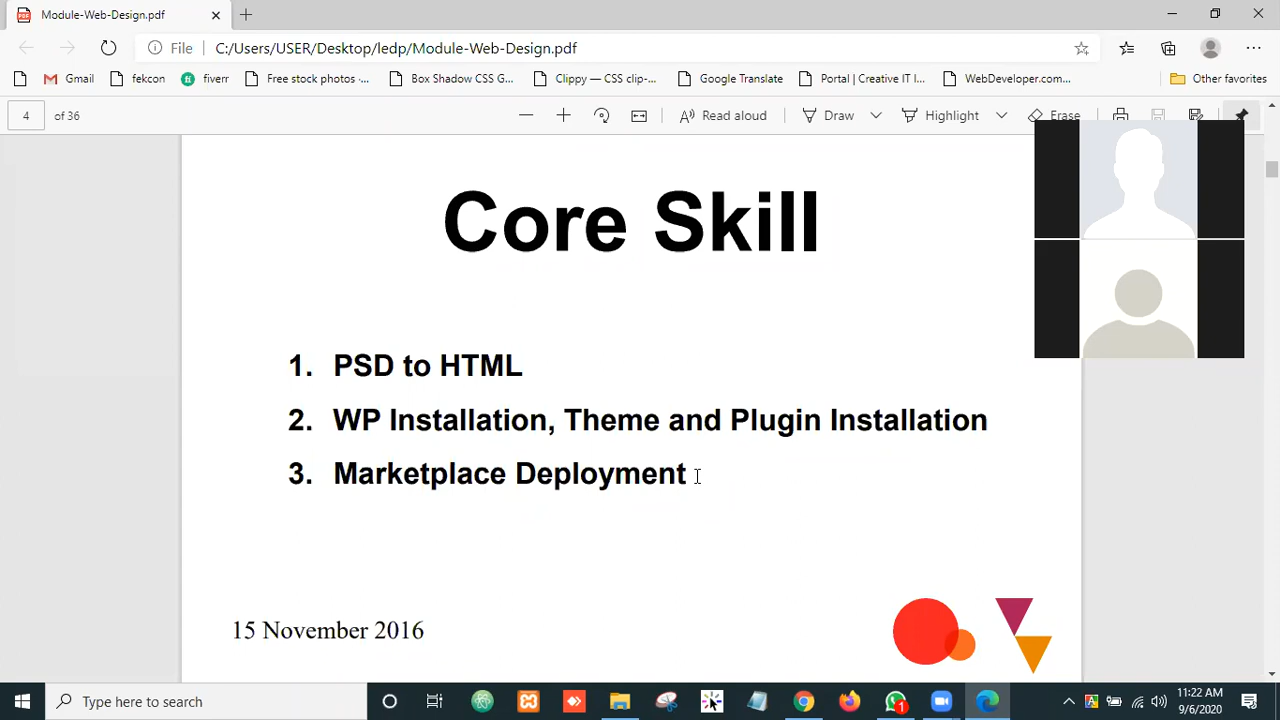 Module-Web-Design.pdf
File C:/Users/USER/Desktop/ledp/Module-Web-Design.pdf
Gmail fekcon fiverr Free stock photos ·... Box Shadow CSS G... Clippy — CSS clip-... Google Translate Portal | Creative IT I... WebDeveloper.com... Other favorites
4 of 36 Read aloud Draw Highlight Erase
Core Skill
1. PSD to HTML
2. WP Installation, Theme and Plugin Installation
3. Marketplace Deployment
15 November 2016
Type here to search
1
11:22 AM
9/6/2020